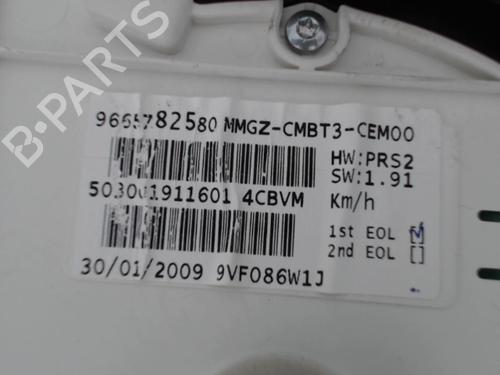 9665782580 MMGZ-CMBT3-CEM00
HW:PRS2
SW:1.91
503001911601 4CBVM
Km/h
1st EOL []
2nd EOL []
30/01/2009 9VF086W1J
B-PARTS